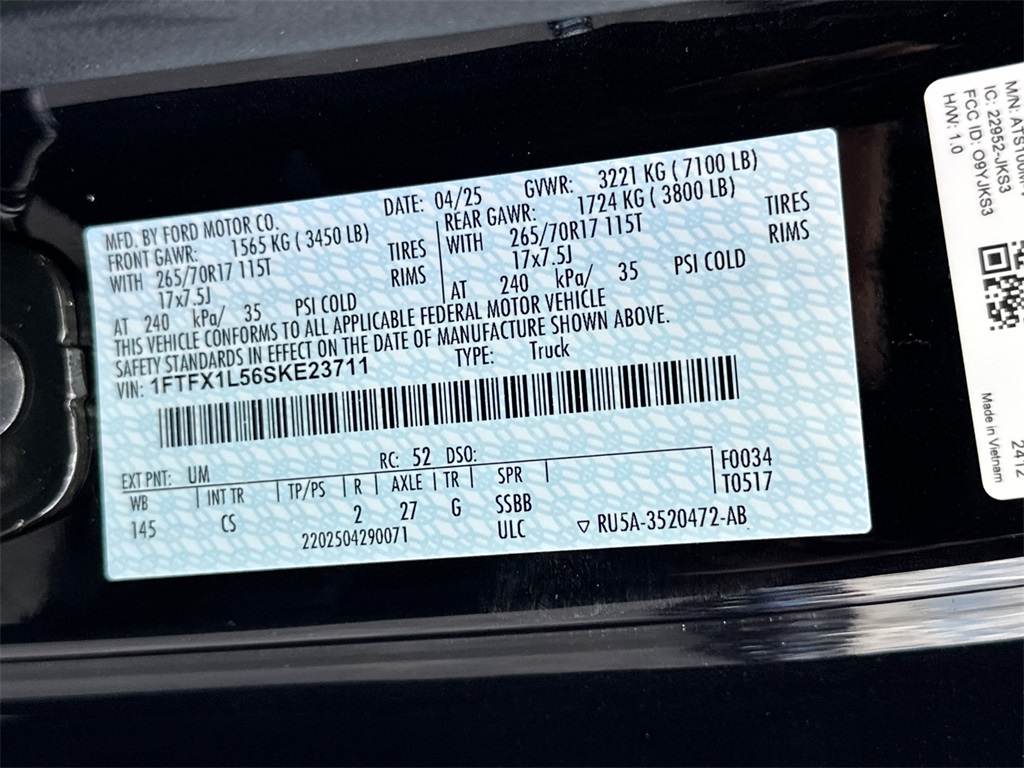 MFD. BY FORD MOTOR CO.
DATE: 04/25 GVWR: 3221 KG ( 7100 LB)
FRONT GAWR: 1565 KG ( 3450 LB)
WITH 265/70R17 115T TIRES
17x7.5J RIMS
AT 240 kPa/ 35 PSI COLD
REAR GAWR: 1724 KG ( 3800 LB)
WITH 265/70R17 115T TIRES
17x7.5J RIMS
AT 240 kPa/ 35 PSI COLD
THIS VEHICLE CONFORMS TO ALL APPLICABLE FEDERAL MOTOR VEHICLE
SAFETY STANDARDS IN EFFECT ON THE DATE OF MANUFACTURE SHOWN ABOVE.
VIN: 1FTFX1L56SKE23711 TYPE: Truck
EXT PNT: UM RC: 52 DSO:
WB INT TR TP/PS R AXLE TR SPR
145 CS 2 27 G SSBB
2202504290071 ULC
F0034
T0517
RU5A-3520472-AB
IC: 22952-JKS3
FCC ID: O9YJKS3
H/W: 1.0
Made in Vietnam
2412